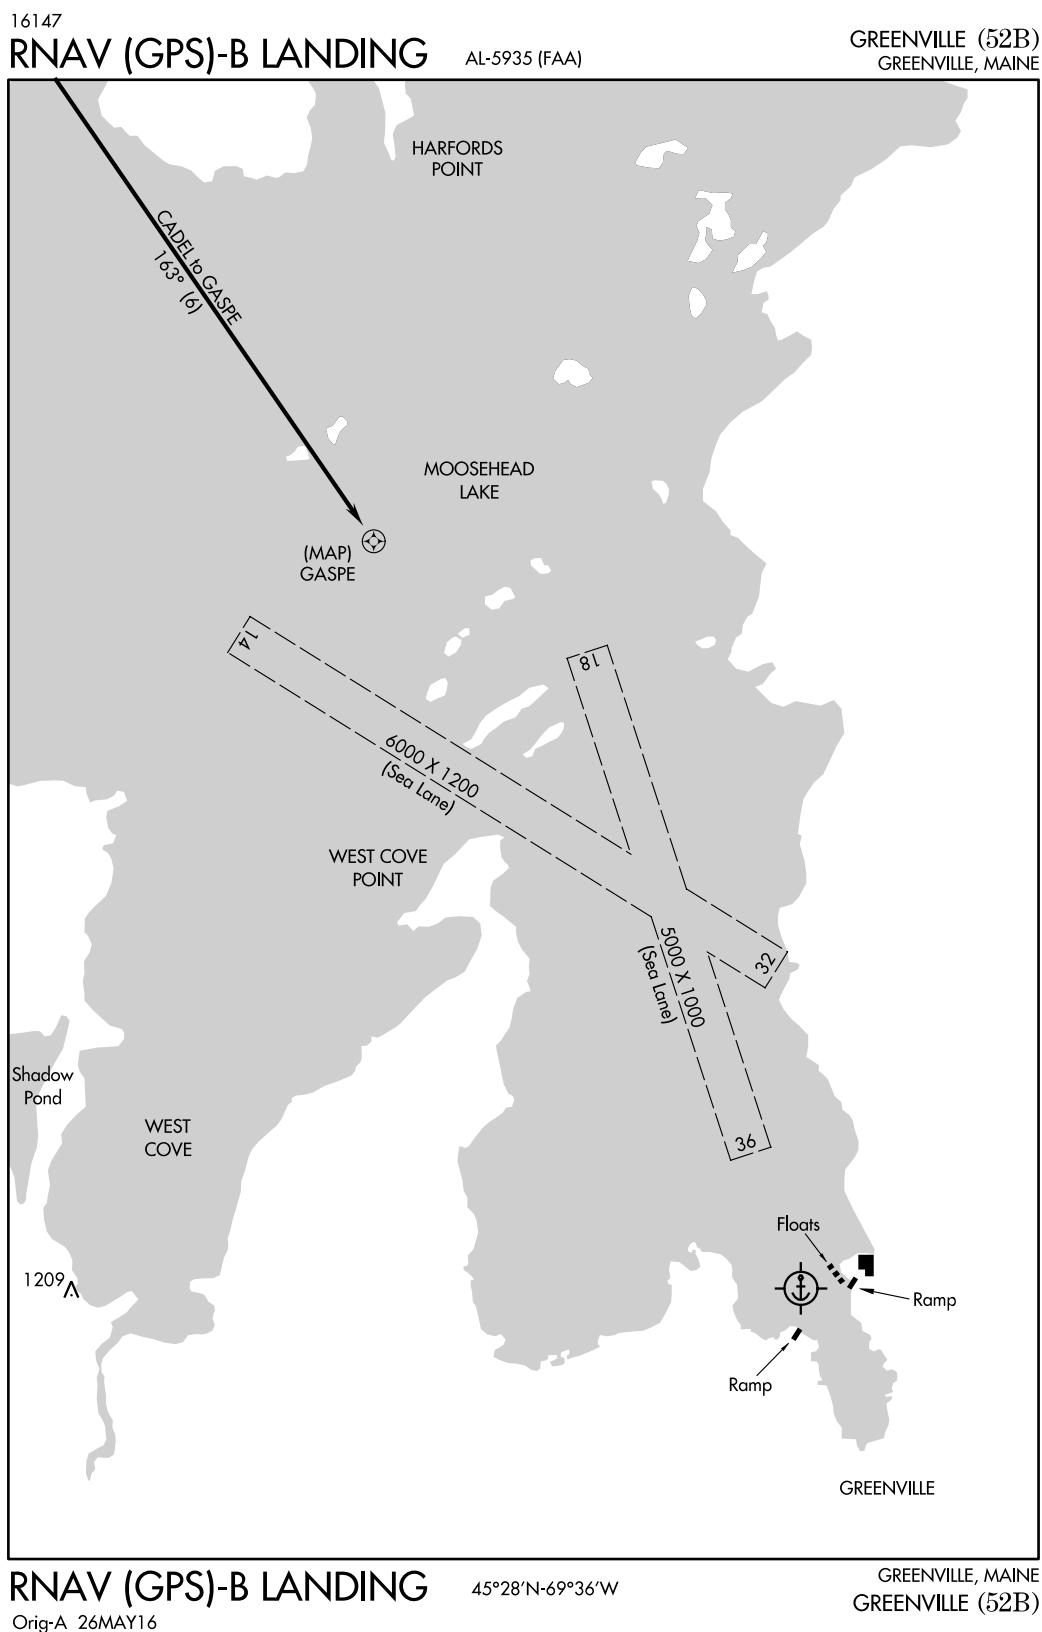 16147
RNAV (GPS)-B LANDING
AL-5935 (FAA)
GREENVILLE (52B)
GREENVILLE, MAINE
HARFORDS
POINT
CADEL to GASPE
163° (6)
MOOSEHEAD
LAKE
(MAP)
GASPE
14
18
6000 X 1200
(Sea Lane)
WEST COVE
POINT
5000 X 1000
(Sea Lane)
32
Shadow
Pond
WEST
COVE
36
Floats
1209
Ramp
Ramp
GREENVILLE
RNAV (GPS)-B LANDING
45°28'N-69°36'W
GREENVILLE, MAINE
GREENVILLE (52B)
Orig-A 26MAY16